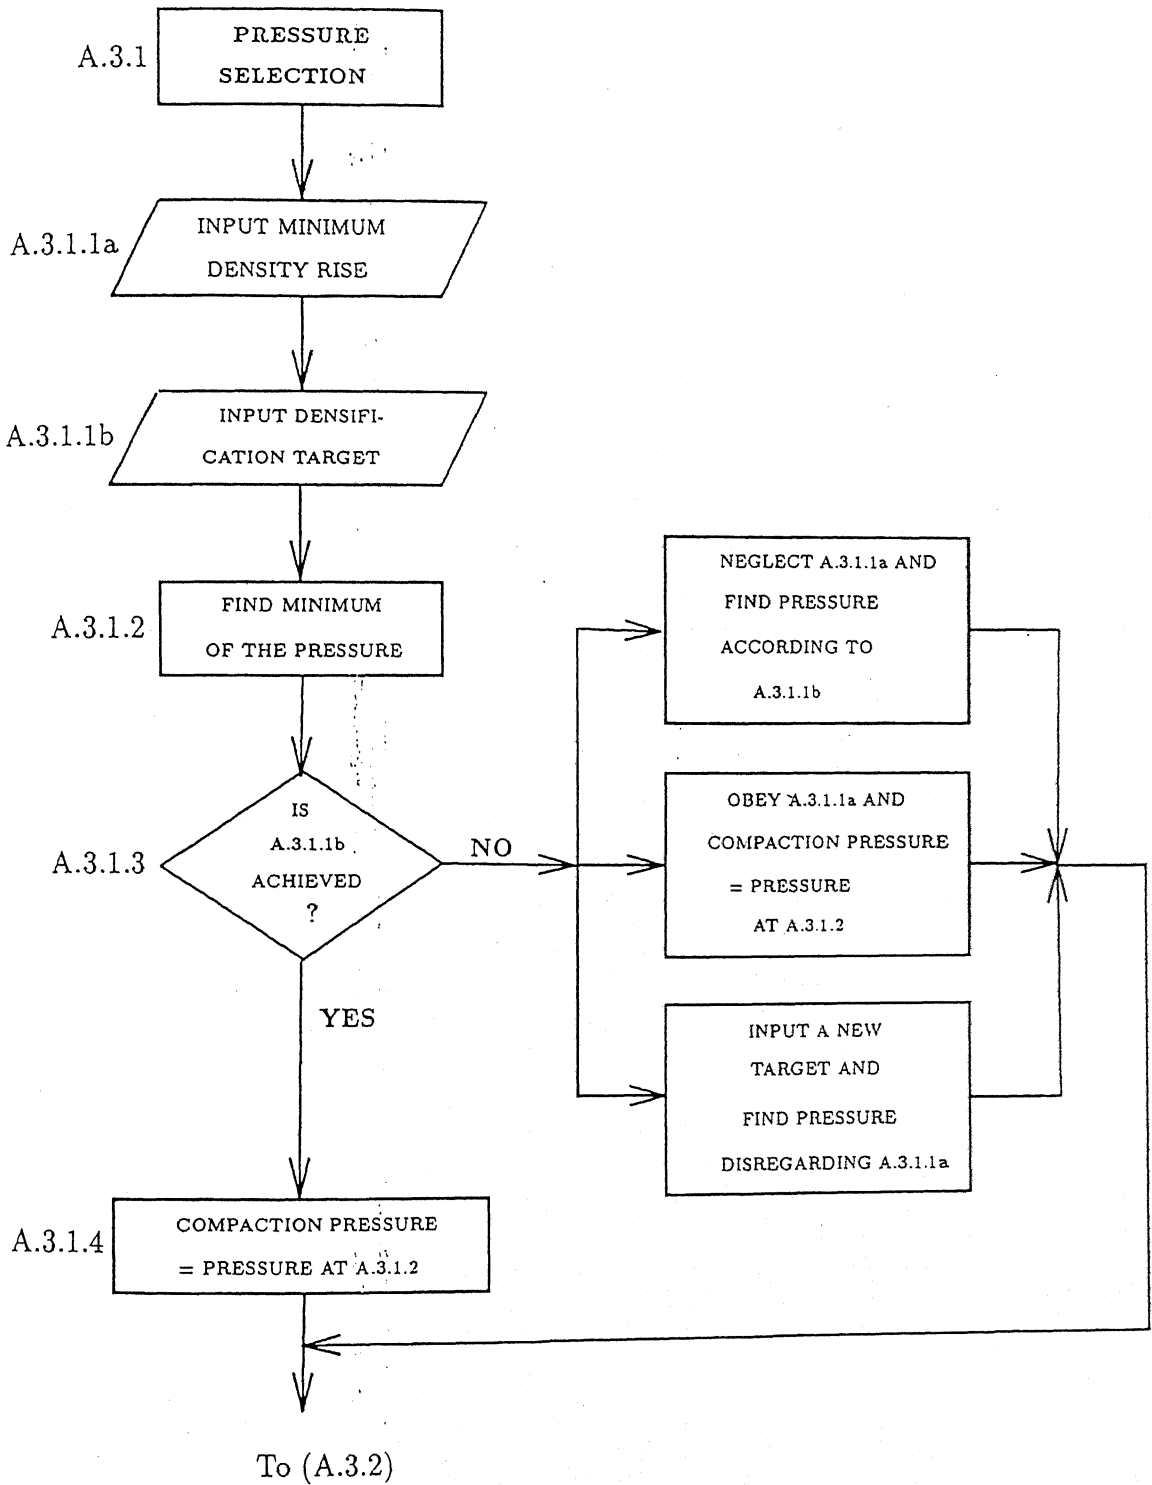 A.3.1
PRESSURE
SELECTION
A.3.1.1a
INPUT MINIMUM
DENSITY RISE
A.3.1.1b
INPUT DENSIFI-
CATION TARGET
A.3.1.2
FIND MINIMUM
OF THE PRESSURE
A.3.1.3
IS
A.3.1.1b
ACHIEVED
?
NO
YES
NEGLECT A.3.1.1a AND
FIND PRESSURE
ACCORDING TO
A.3.1.1b
OBEY A.3.1.1a AND
COMPACTION PRESSURE
= PRESSURE
AT A.3.1.2
INPUT A NEW
TARGET AND
FIND PRESSURE
DISREGARDING A.3.1.1a
A.3.1.4
COMPACTION PRESSURE
= PRESSURE AT A.3.1.2
To (A.3.2)